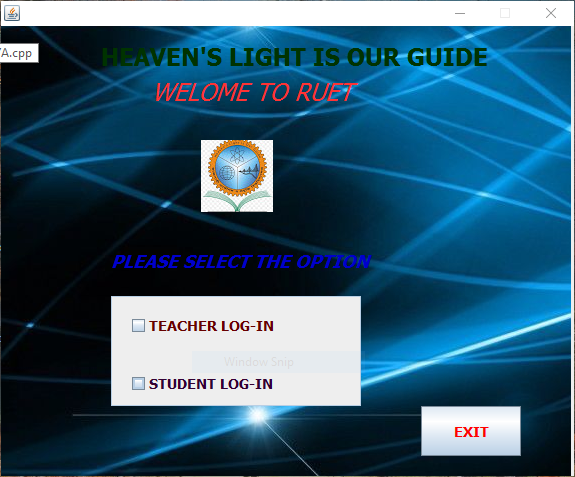 /A.cpp
HEAVEN'S LIGHT IS OUR GUIDE
WELOME TO RUET
PLEASE SELECT THE OPTION
TEACHER LOG-IN
Window Snip
STUDENT LOG-IN
EXIT